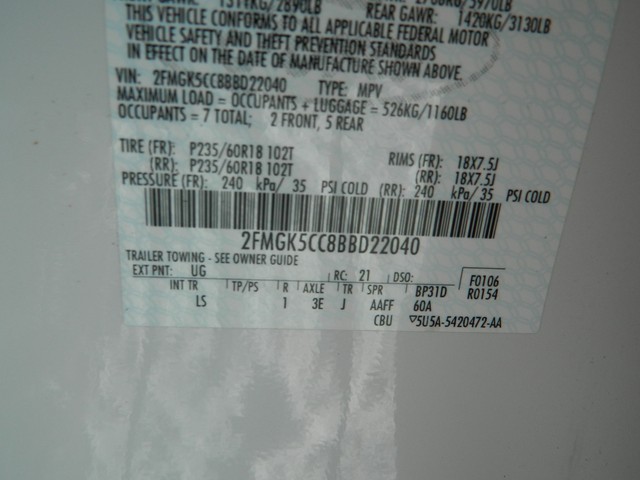 1311KG/2890LB
REAR GAWR: 1420KG/3130LB
THIS VEHICLE CONFORMS TO ALL APPLICABLE FEDERAL MOTOR
VEHICLE SAFETY AND THEFT PREVENTION STANDARDS
IN EFFECT ON THE DATE OF MANUFACTURE SHOWN ABOVE.
VIN: 2FMGK5CC8BBD22040 TYPE: MPV
MAXIMUM LOAD = OCCUPANTS + LUGGAGE = 526KG/1160LB
OCCUPANTS = 7 TOTAL; 2 FRONT, 5 REAR
TIRE (FR): P235/60R18 102T RIMS (FR): 18X7.5J
(RR): P235/60R18 102T (RR): 18X7.5J
PRESSURE (FR): 240 kPa/ 35 PSI COLD (RR): 240 kPa/ 35 PSI COLD
2FMGK5CC8BBD22040
TRAILER TOWING - SEE OWNER GUIDE
EXT PNT: UG RC: 21 DSO: F0106
INT TR TP/PS R AXLE TR SPR BP31D R0154
LS 1 3E J AAFF 60A
CBU ▽5U5A-5420472-AA